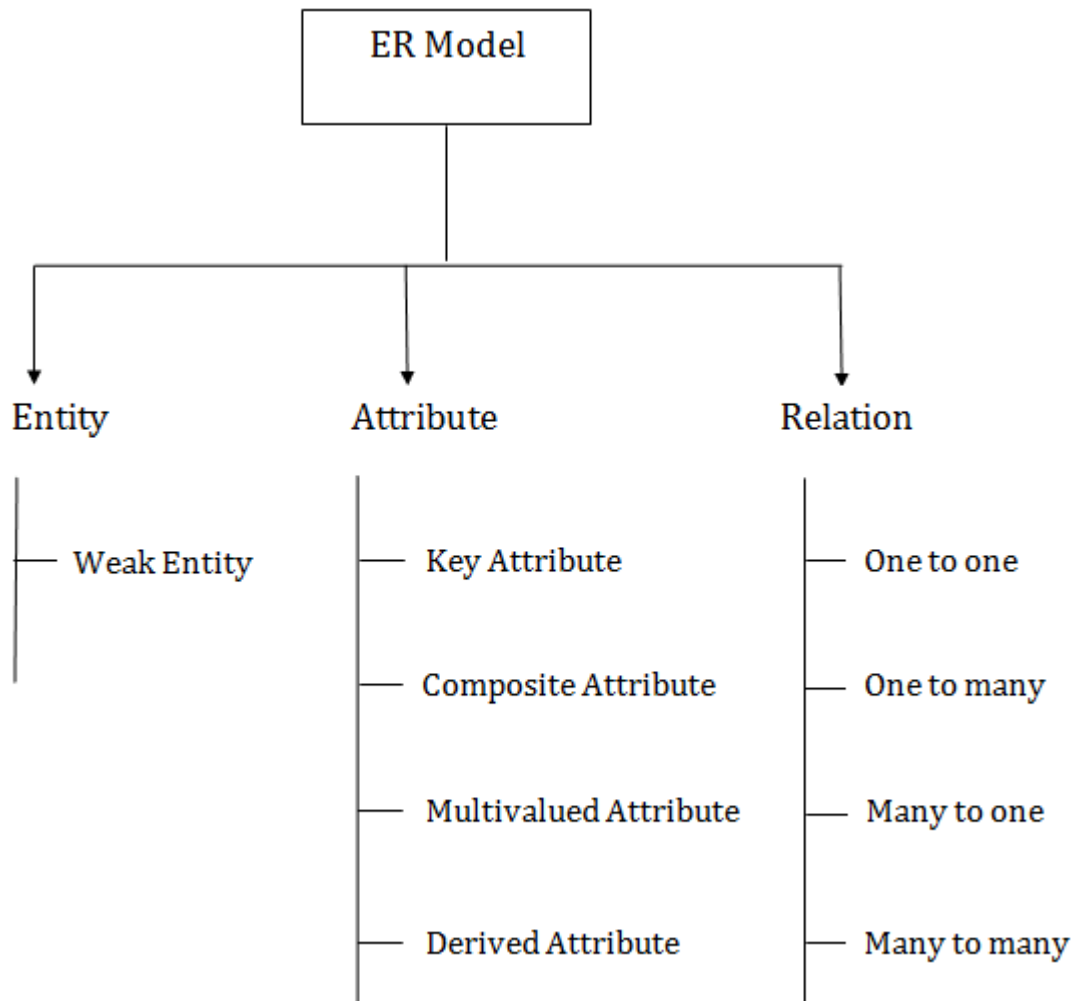 ER Model
Entity
Attribute
Relation
Weak Entity
Key Attribute
One to one
Composite Attribute
One to many
Multivalued Attribute
Many to one
Derived Attribute
Many to many